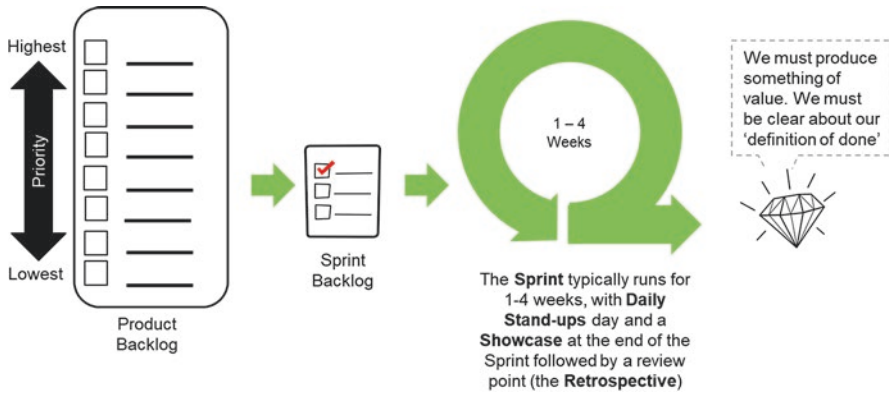 Highest
Priority
Lowest
Product
Backlog
Sprint
Backlog
1 – 4
Weeks
The Sprint typically runs for
1-4 weeks, with Daily
Stand-ups day and a
Showcase at the end of the
Sprint followed by a review
point (the Retrospective)
We must produce
something of
value. We must
be clear about our
‘definition of done’